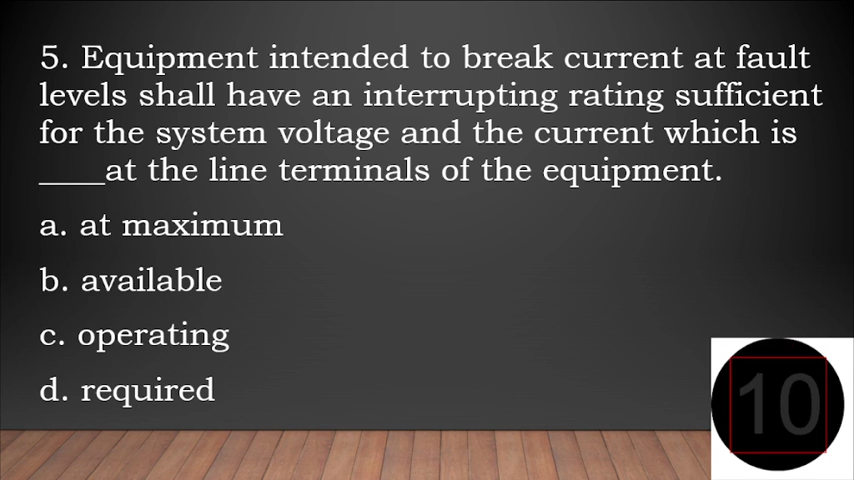 5. Equipment intended to break current at fault
levels shall have an interrupting rating sufficient
for the system voltage and the current which is
____at the line terminals of the equipment.
a. at maximum
b. available
c. operating
d. required
10